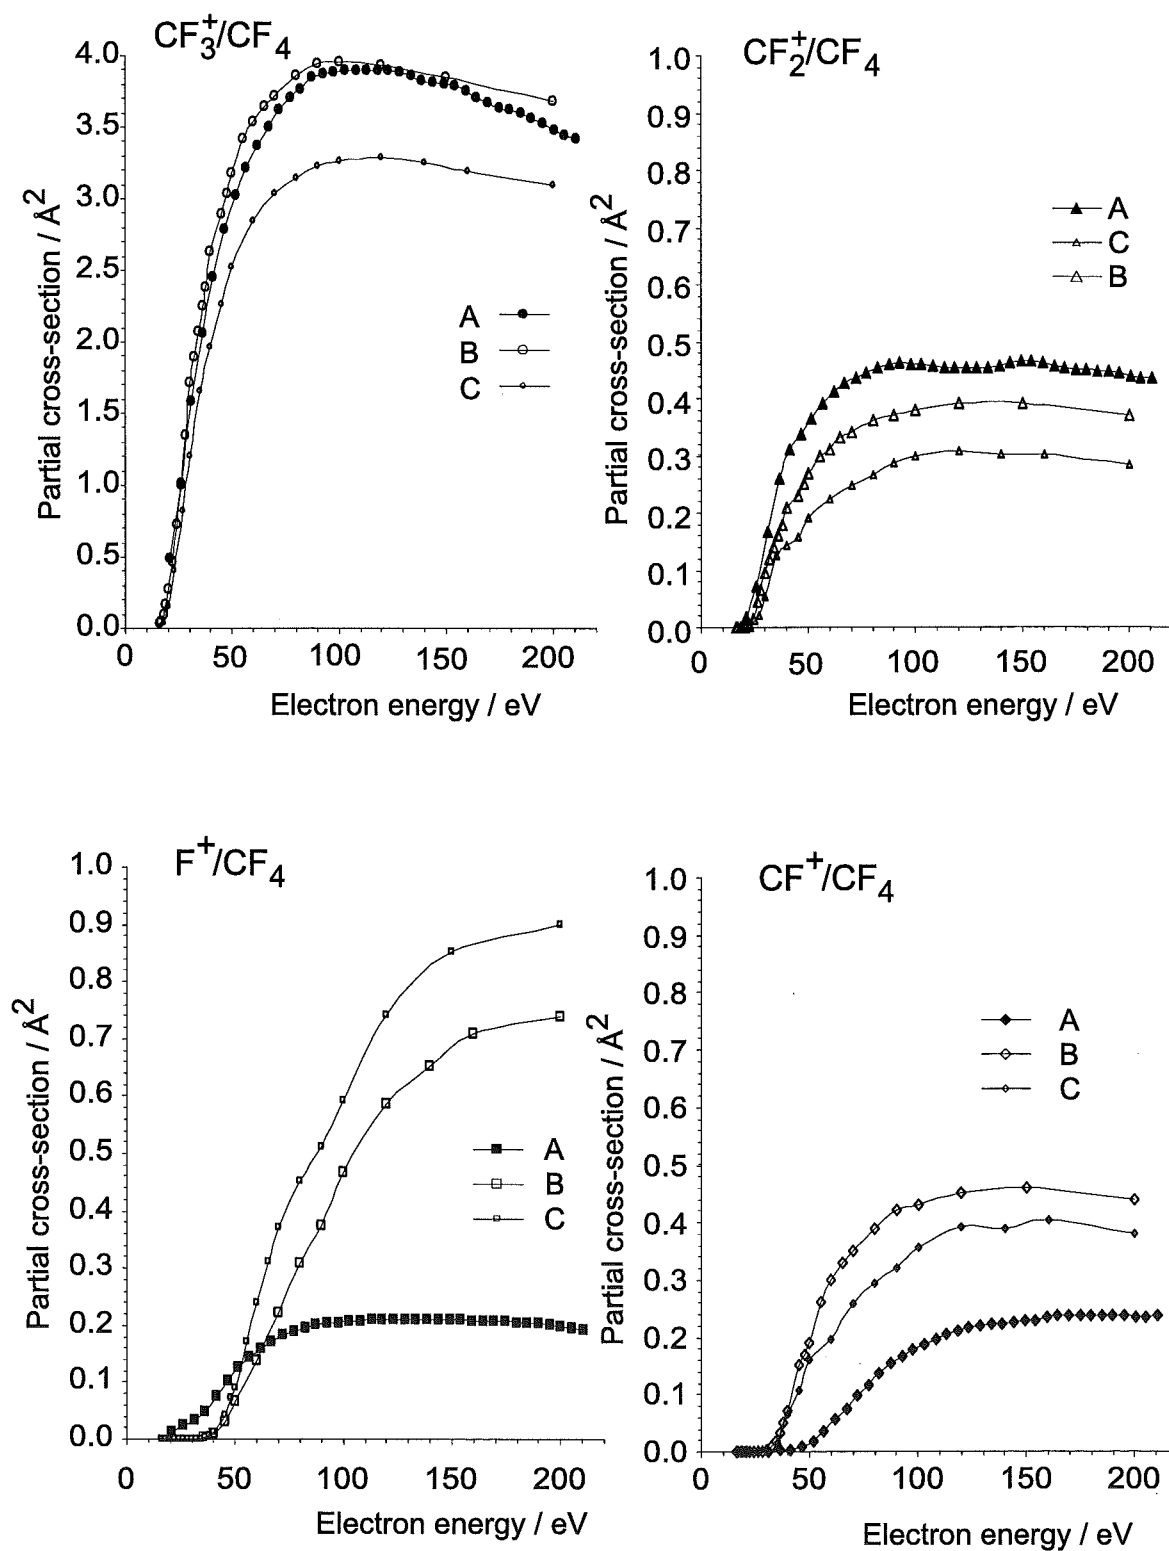 CF₃⁺/CF₄
4.0
3.5
3.0
2.5
2.0
1.5
1.0
0.5
0.0
0 50 100 150 200
Partial cross-section / Å²
Electron energy / eV
A
B
C
CF₂⁺/CF₄
1.0
0.9
0.8
0.7
0.6
0.5
0.4
0.3
0.2
0.1
0.0
0 50 100 150 200
Partial cross-section / Å²
Electron energy / eV
A
C
B
F⁺/CF₄
1.0
0.9
0.8
0.7
0.6
0.5
0.4
0.3
0.2
0.1
0.0
0 50 100 150 200
Partial cross-section / Å²
Electron energy / eV
A
B
C
CF⁺/CF₄
1.0
0.9
0.8
0.7
0.6
0.5
0.4
0.3
0.2
0.1
0.0
0 50 100 150 200
Partial cross-section / Å²
Electron energy / eV
A
B
C